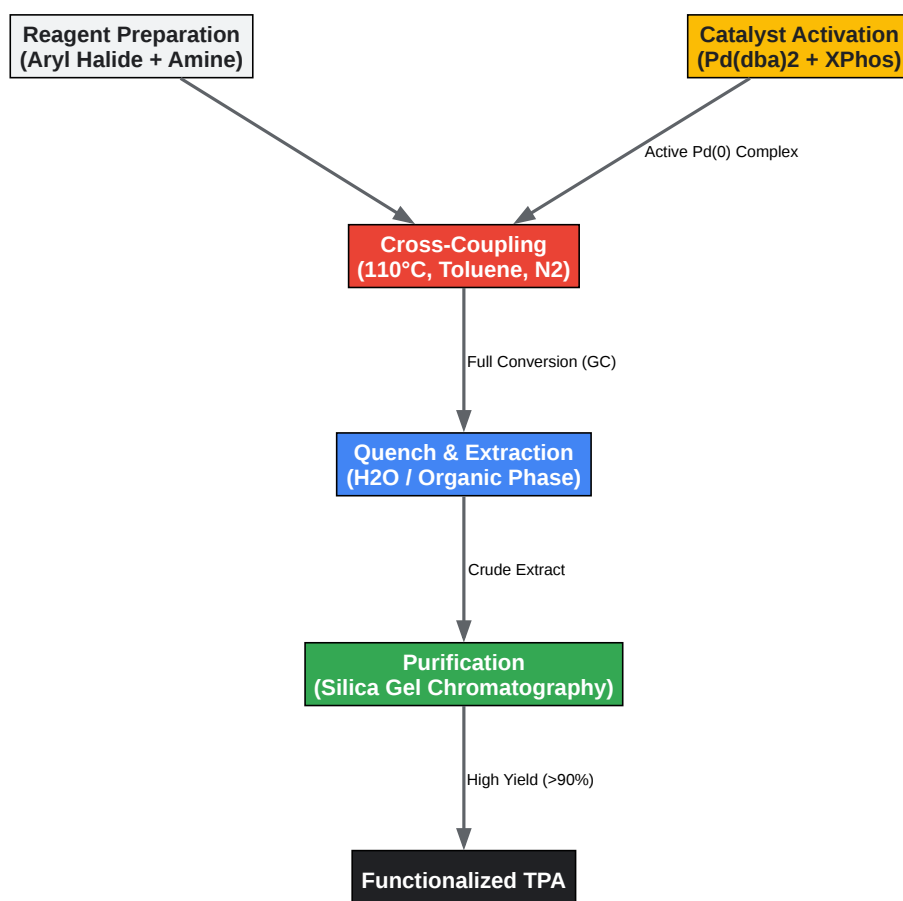 Reagent Preparation
(Aryl Halide + Amine)
Catalyst Activation
(Pd(dba)2 + XPhos)
Active Pd(0) Complex
Cross-Coupling
(110°C, Toluene, N2)
Full Conversion (GC)
Quench & Extraction
(H2O / Organic Phase)
Crude Extract
Purification
(Silica Gel Chromatography)
High Yield (>90%)
Functionalized TPA